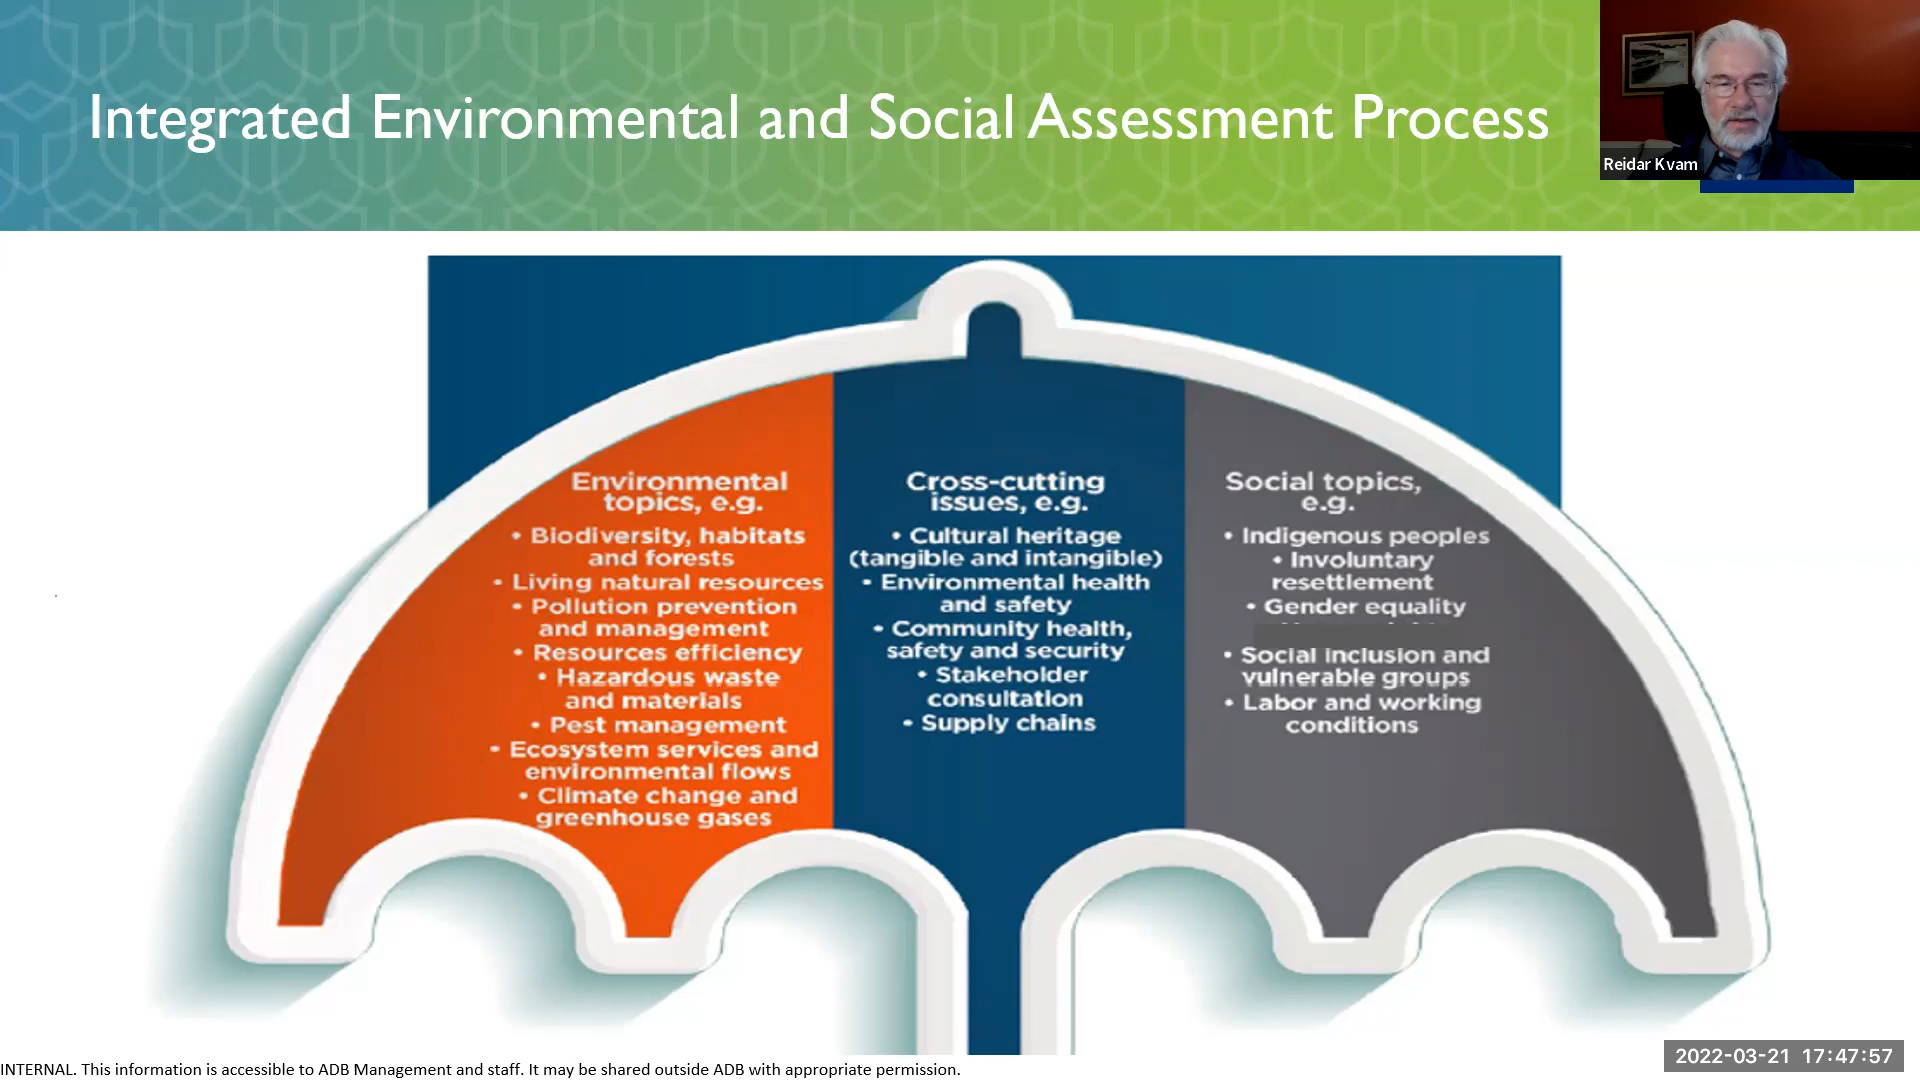 Integrated Environmental and Social Assessment Process
Reidar Kvam
Environmental
topics, e.g.
• Biodiversity, habitats
and forests
• Living natural resources
• Pollution prevention
and management
• Resources efficiency
• Hazardous waste
and materials
• Pest management
• Ecosystem services and
environmental flows
• Climate change and
greenhouse gases
Cross-cutting
issues, e.g.
• Cultural heritage
(tangible and intangible)
• Environmental health
and safety
• Community health,
safety and security
• Stakeholder
consultation
• Supply chains
Social topics,
e.g.
• Indigenous peoples
• Involuntary
resettlement
• Gender equality
• Social inclusion and
vulnerable groups
• Labor and working
conditions
INTERNAL. This information is accessible to ADB Management and staff. It may be shared outside ADB with appropriate permission.
2022-03-21 17:47:57